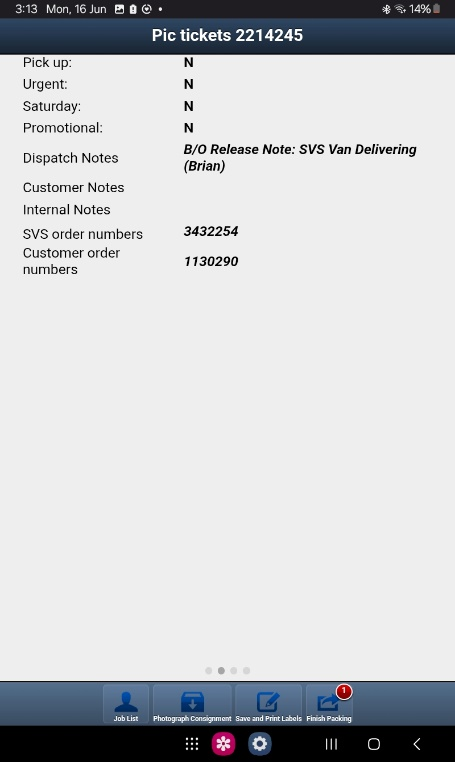 3:13 Mon, 16 Jun
14%
Pic tickets 2214245
Pick up: N
Urgent: N
Saturday: N
Promotional: N
Dispatch Notes B/O Release Note: SVS Van Delivering
(Brian)
Customer Notes
Internal Notes
SVS order numbers 3432254
Customer order
numbers 1130290
1
Job List Photograph Consignment Save and Print Labels Finish Packing